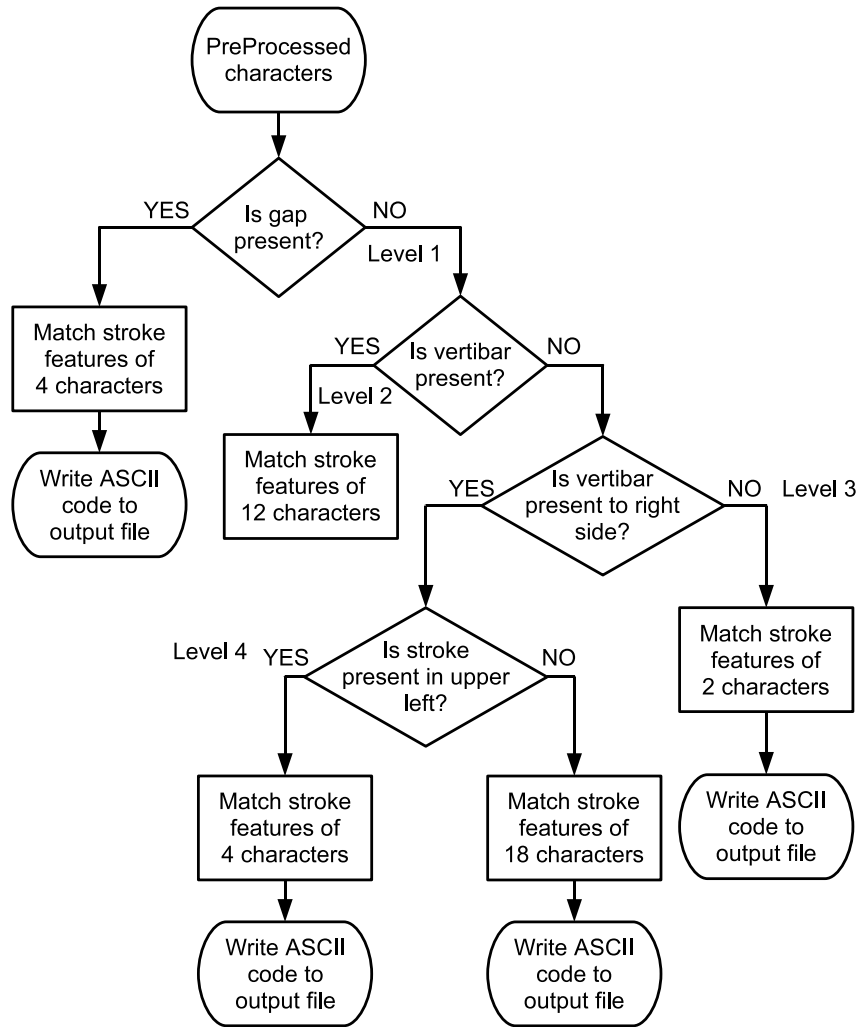 PreProcessed
characters
YES
Is gap
present?
NO
Level 1
Match stroke
features of
4 characters
YES
Is vertibar
present?
NO
Level 2
Write ASCII
code to
output file
Match stroke
features of
12 characters
YES
Is vertibar
present to right
side?
NO
Level 3
Level 4
YES
Is stroke
present in upper
left?
NO
Match stroke
features of
2 characters
Match stroke
features of
4 characters
Match stroke
features of
18 characters
Write ASCII
code to
output file
Write ASCII
code to
output file
Write ASCII
code to
output file